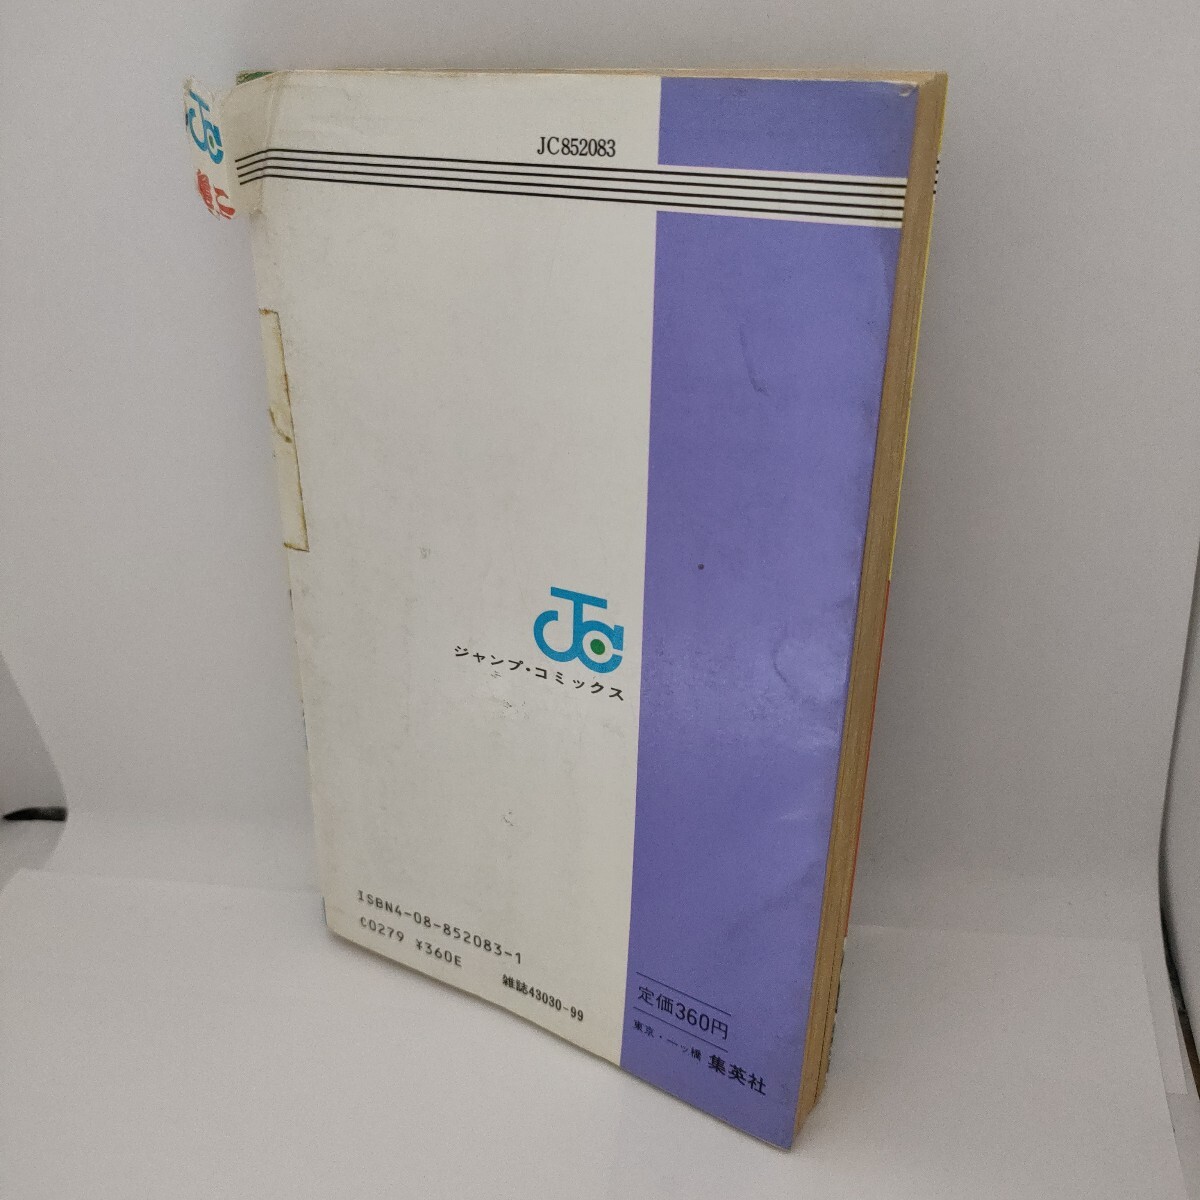 JC
JC852083
JC
ジャンプ・コミックス
ISBN4-08-852083-1
C0279 ¥360E
雑誌43030-99
定価360円
東京・一ツ橋 集英社